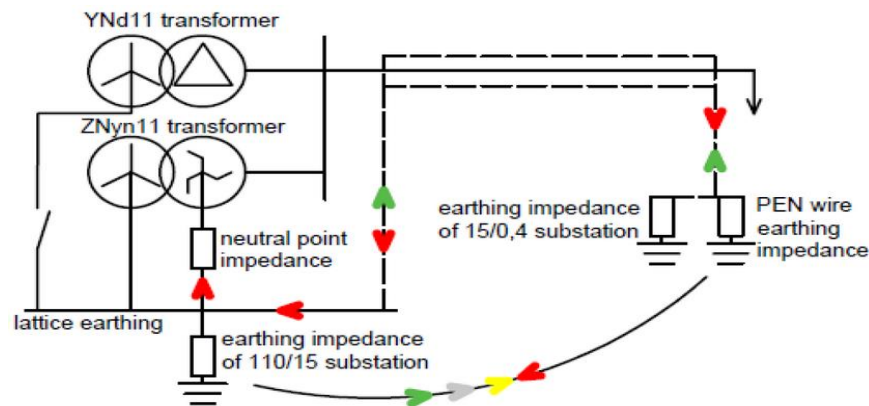 YNd11 transformer
ZNyn11 transformer
neutral point
impedance
lattice earthing
earthing impedance
of 110/15 substation
earthing impedance
of 15/0,4 substation
PEN wire
earthing
impedance